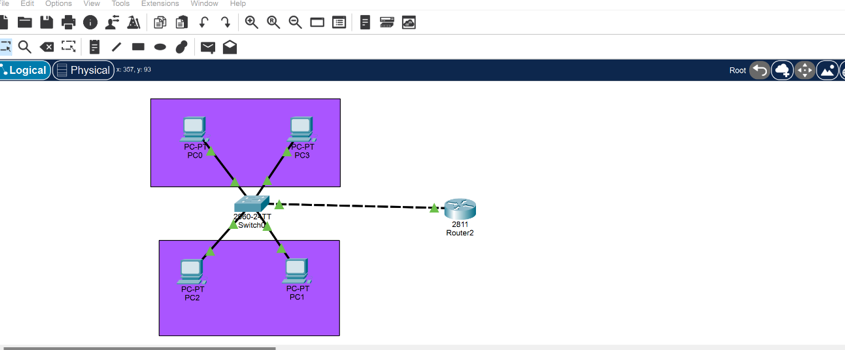 File Edit Options View Tools Extensions Window Help
Logical Physical x: 357, y: 93 Root
PC-PT
PC0
PC-PT
PC3
2960-24TT
Switch0
2811
Router2
PC-PT
PC2
PC-PT
PC1